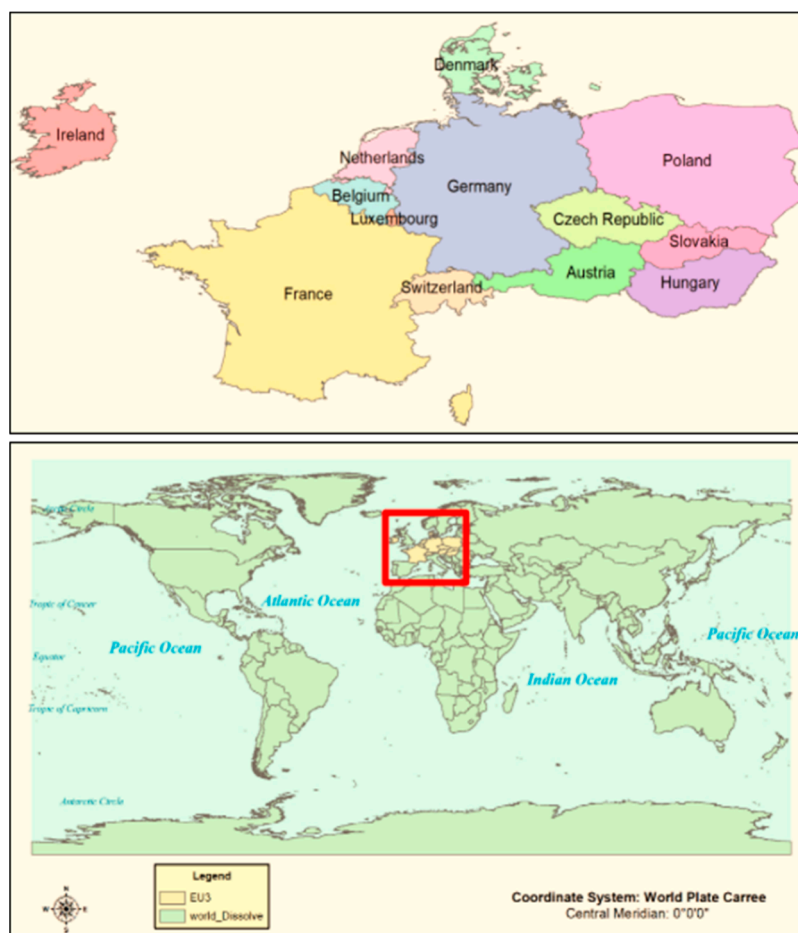 Denmark
Ireland
Netherlands
Poland
Germany
Belgium
Luxembourg
Czech Republic
Slovakia
Austria
Switzerland
Hungary
France
Arctic Circle
Tropic of Cancer
Atlantic Ocean
Pacific Ocean
Pacific Ocean
Equator
Indian Ocean
Tropic of Capricorn
Antarctic Circle
Legend
EU3
world_Dissolve
N
W
E
S
Coordinate System: World Plate Carree
Central Meridian: 0°0'0"